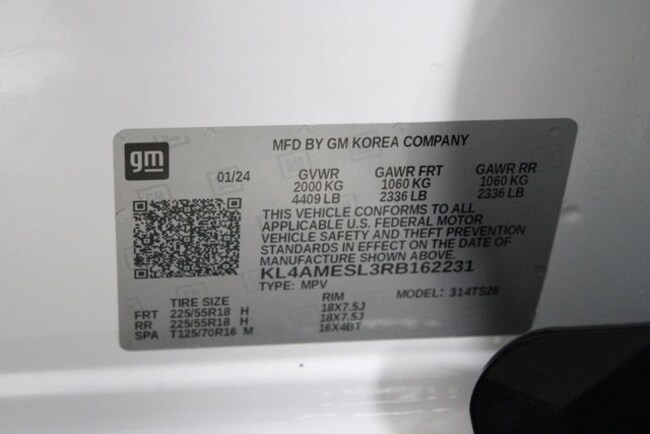 gm
MFD BY GM KOREA COMPANY
01/24 GVWR GAWR FRT GAWR RR
2000 KG 1060 KG 1060 KG
4409 LB 2336 LB 2336 LB
THIS VEHICLE CONFORMS TO ALL
APPLICABLE U.S. FEDERAL MOTOR
VEHICLE SAFETY AND THEFT PREVENTION
STANDARDS IN EFFECT ON THE DATE OF
MANUFACTURE SHOWN ABOVE.
KL4AMESL3RB162231
TYPE: MPV MODEL: 314TS26
TIRE SIZE RIM
FRT 225/55R18 H 18X7.5J
RR 225/55R18 H 18X7.5J
SPA T125/70R16 M 16X4BT